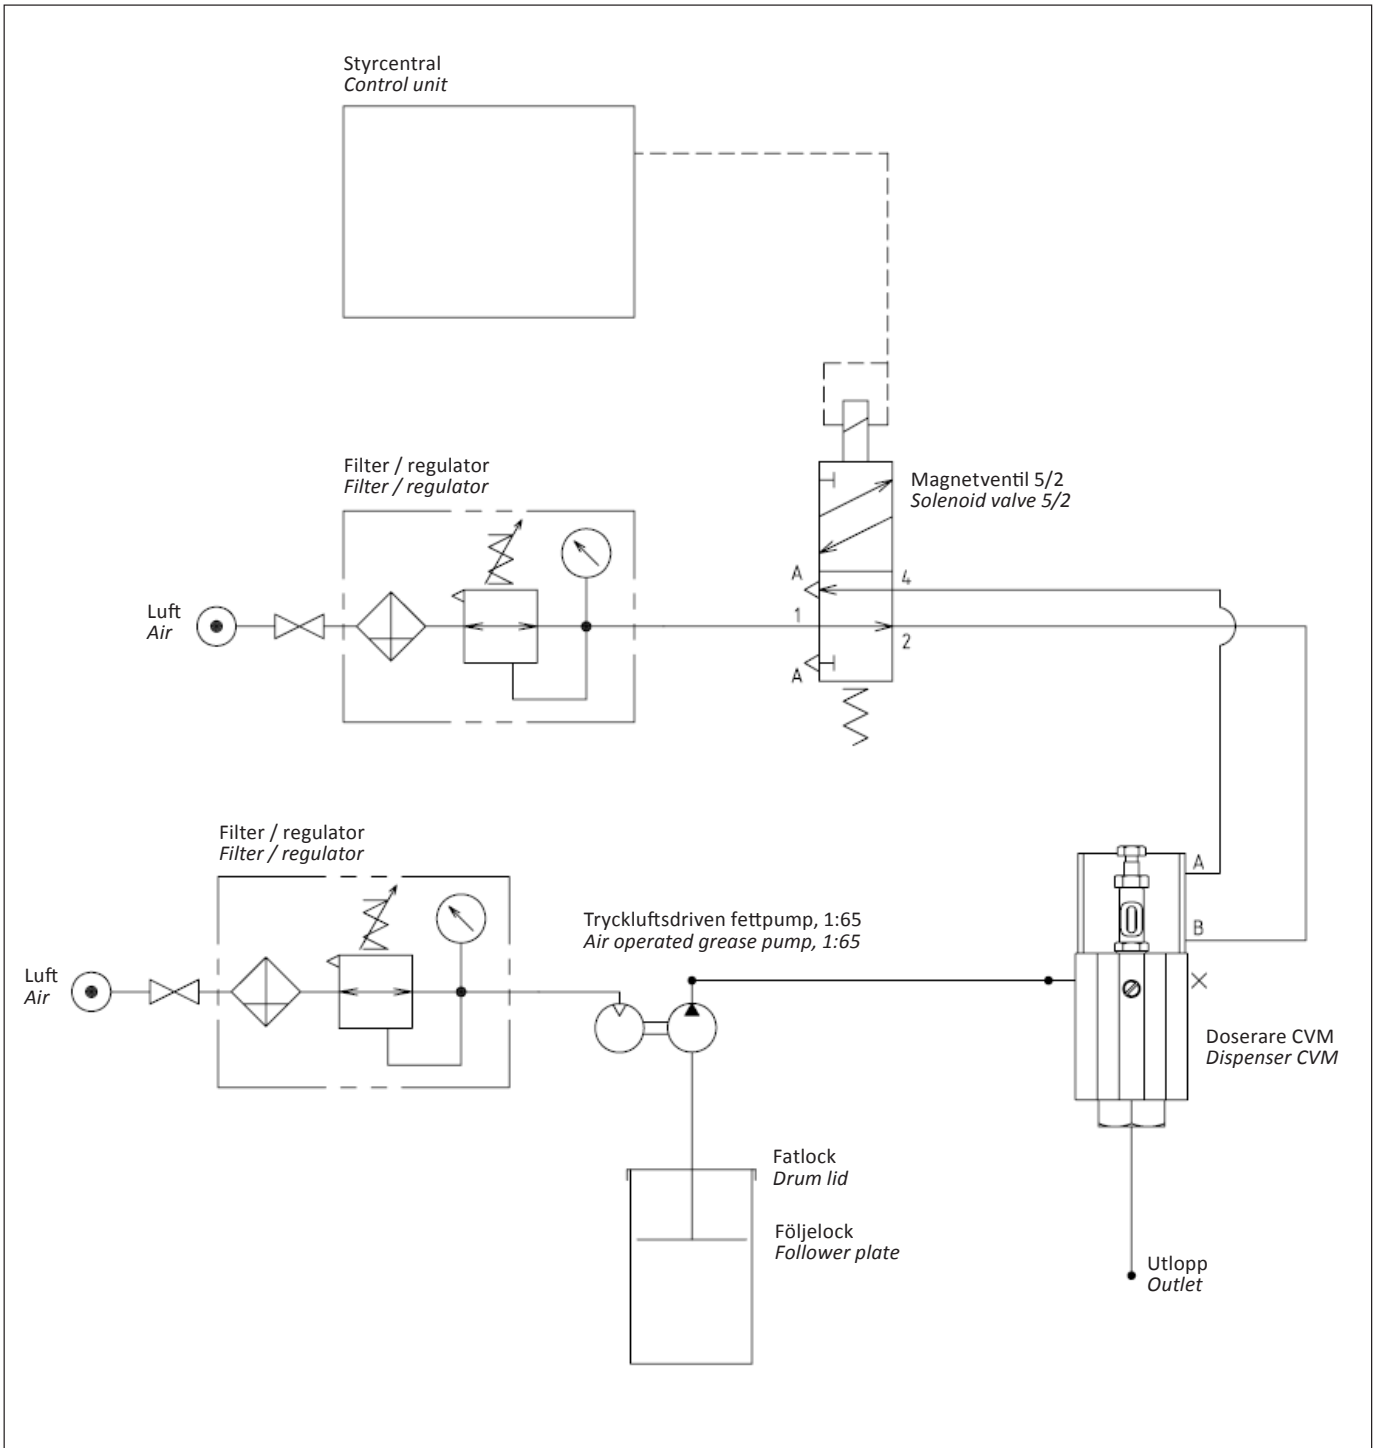 Styrcentral
Control unit
Filter / regulator
Filter / regulator
Magnetventil 5/2
Solenoid valve 5/2
A
4
Luft
Air
1
2
A
Filter / regulator
Filter / regulator
A
Tryckluftsdriven fettpump, 1:65
Air operated grease pump, 1:65
B
Luft
Air
Doserare CVM
Dispenser CVM
Fatlock
Drum lid
Följelock
Follower plate
Utlopp
Outlet